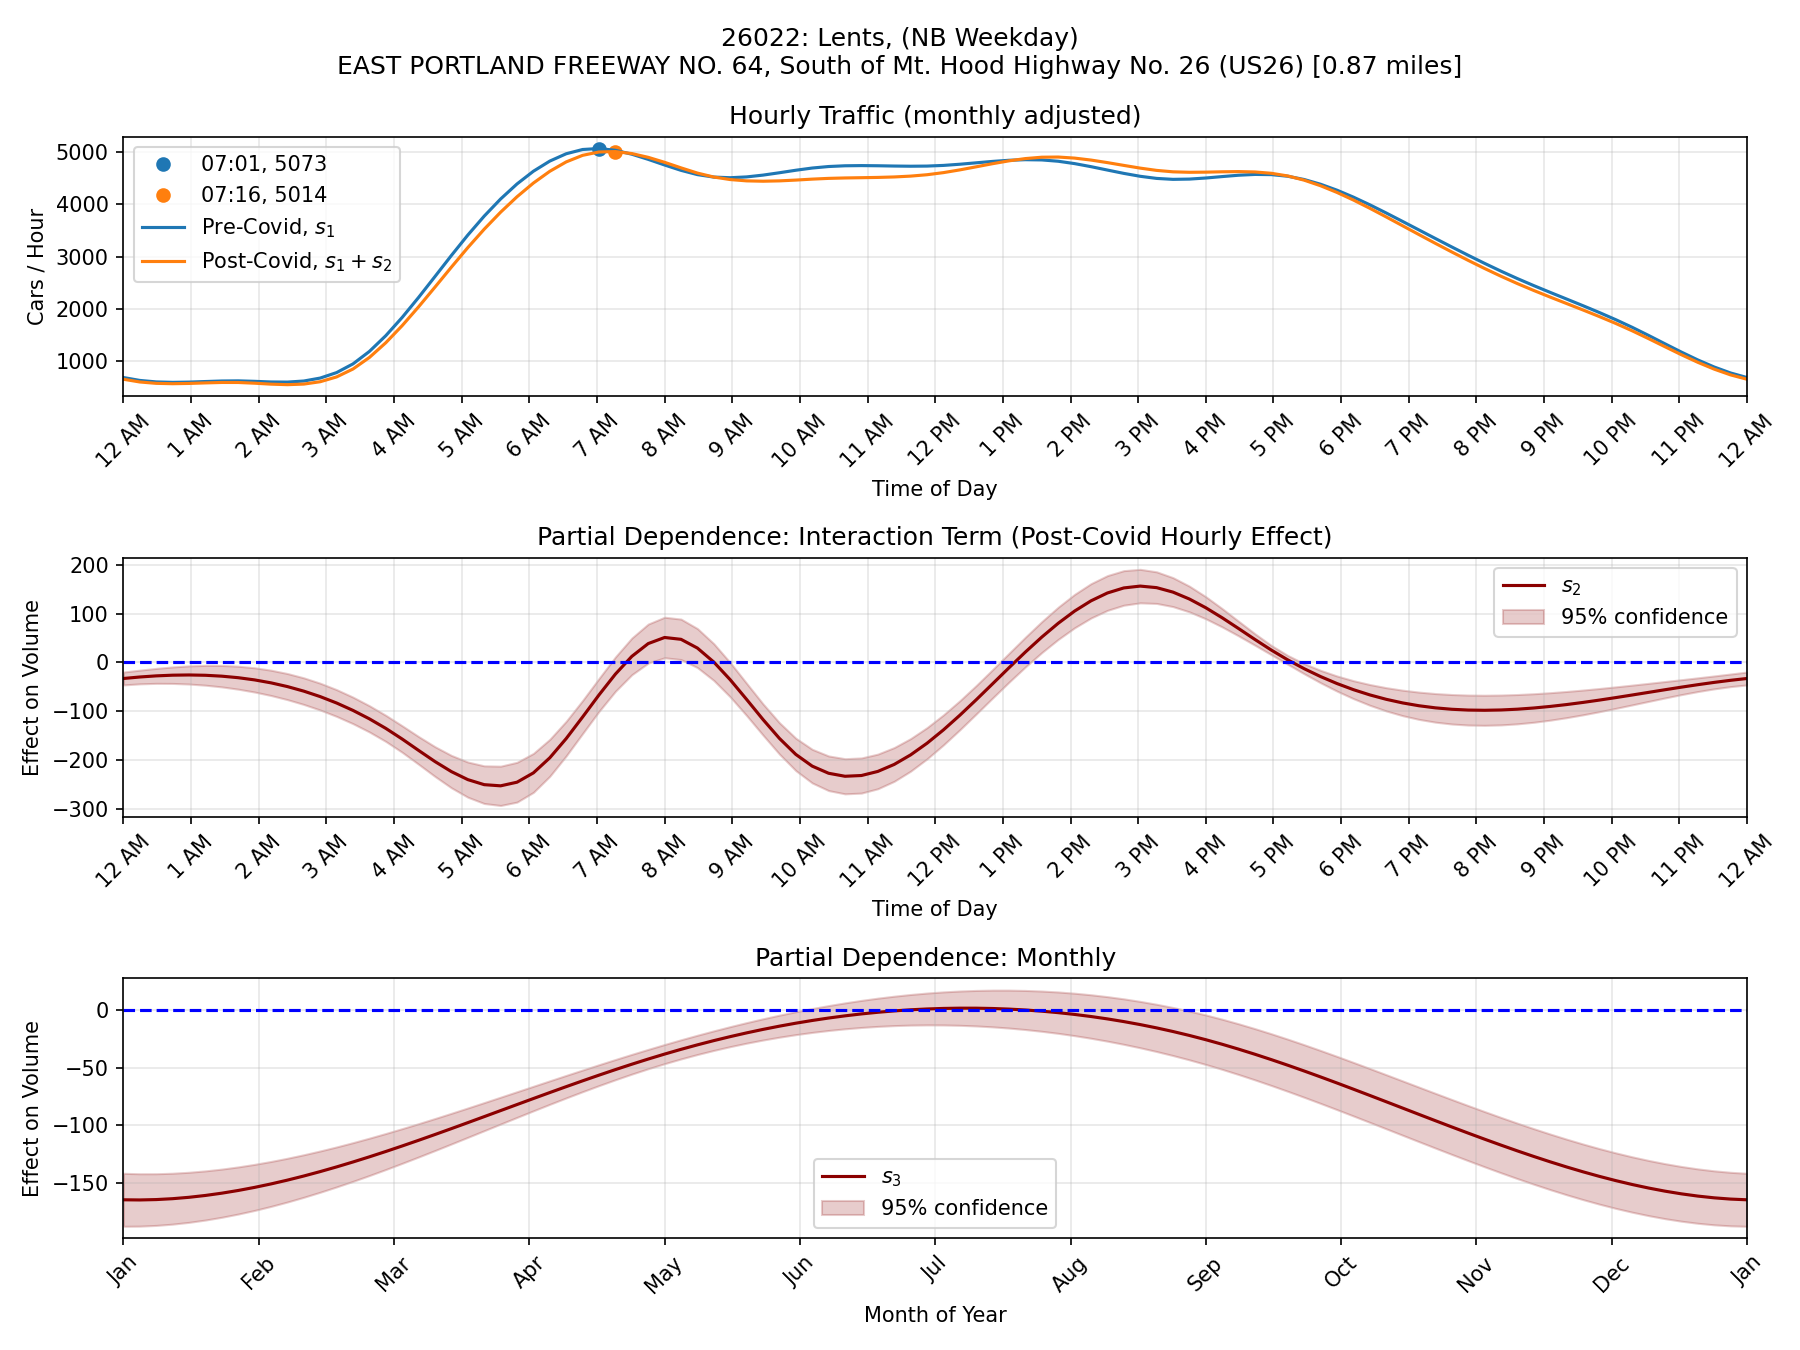 26022: Lents, (NB Weekday)
EAST PORTLAND FREEWAY NO. 64, South of Mt. Hood Highway No. 26 (US26) [0.87 miles]
Hourly Traffic (monthly adjusted)
Cars / Hour
5000
4000
3000
2000
1000
07:01, 5073
07:16, 5014
Pre-Covid, s₁
Post-Covid, s₁ + s₂
12 AM 1 AM 2 AM 3 AM 4 AM 5 AM 6 AM 7 AM 8 AM 9 AM 10 AM 11 AM 12 PM 1 PM 2 PM 3 PM 4 PM 5 PM 6 PM 7 PM 8 PM 9 PM 10 PM 11 PM 12 AM
Time of Day
Partial Dependence: Interaction Term (Post-Covid Hourly Effect)
Effect on Volume
200
100
0
−100
−200
−300
s₂
95% confidence
12 AM 1 AM 2 AM 3 AM 4 AM 5 AM 6 AM 7 AM 8 AM 9 AM 10 AM 11 AM 12 PM 1 PM 2 PM 3 PM 4 PM 5 PM 6 PM 7 PM 8 PM 9 PM 10 PM 11 PM 12 AM
Time of Day
Partial Dependence: Monthly
Effect on Volume
0
−50
−100
−150
s₃
95% confidence
Jan Feb Mar Apr May Jun Jul Aug Sep Oct Nov Dec Jan
Month of Year